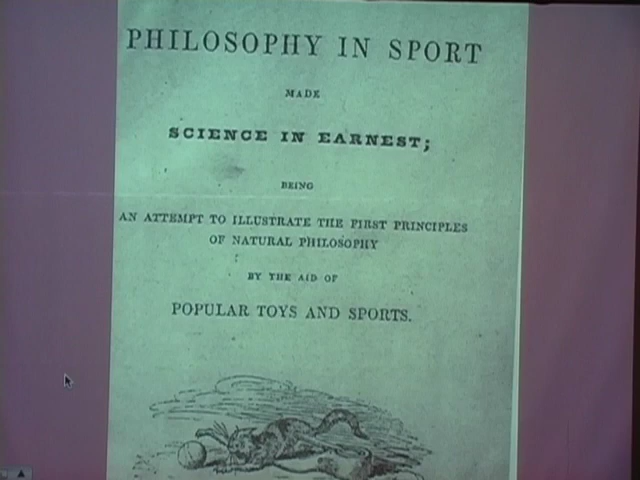 PHILOSOPHY IN SPORT
MADE
SCIENCE IN EARNEST;
BEING
AN ATTEMPT TO ILLUSTRATE THE FIRST PRINCIPLES
OF NATURAL PHILOSOPHY
BY THE AID OF
POPULAR TOYS AND SPORTS.